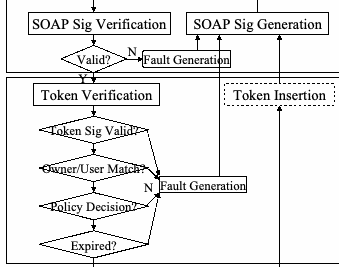 SOAP Sig Verification
SOAP Sig Generation
Valid?
N
Fault Generation
Y
Token Verification
Token Insertion
Token Sig Valid?
Owner/User Match?
N
Fault Generation
Policy Decision?
Expired?